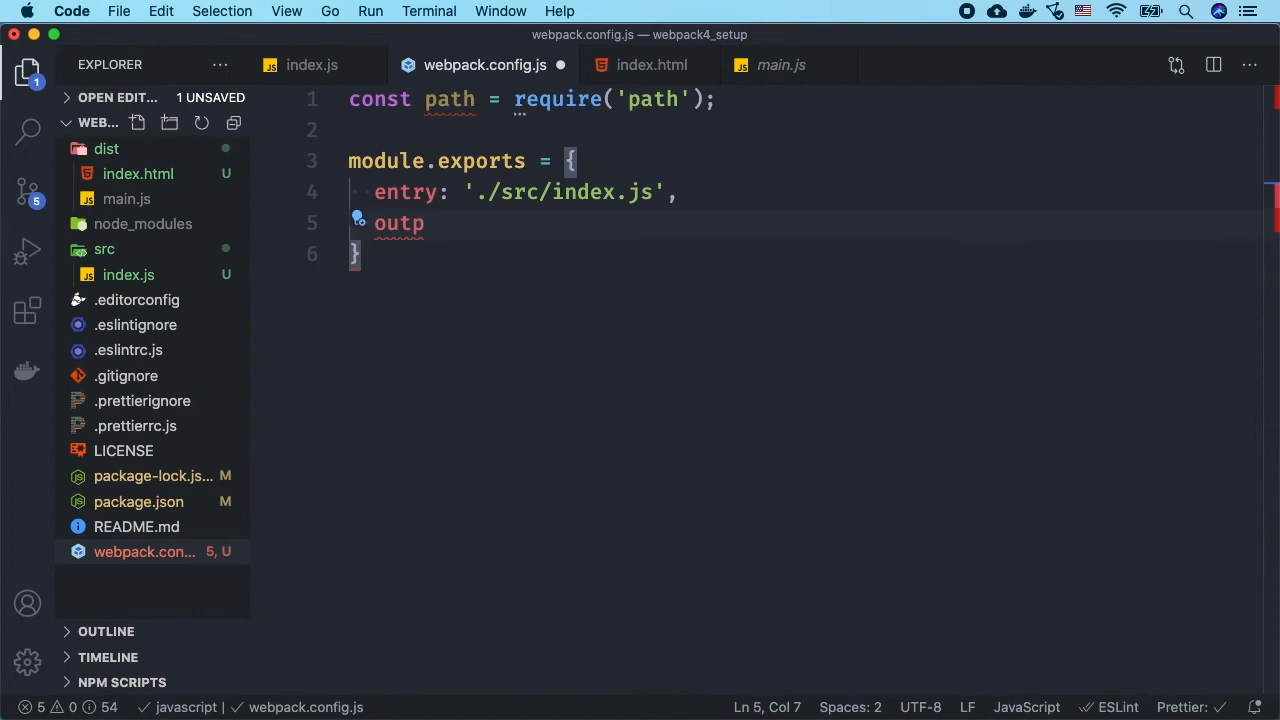 Code File Edit Selection View Go Run Terminal Window Help
webpack.config.js — webpack4_setup
EXPLORER
index.js
webpack.config.js
index.html
main.js
OPEN EDIT... 1 UNSAVED
WEB...
dist
index.html U
main.js
node_modules
src
index.js U
.editorconfig
.eslintignore
.eslintrc.js
.gitignore
.prettierignore
.prettierrc.js
LICENSE
package-lock.js... M
package.json M
README.md
webpack.con... 5, U
OUTLINE
TIMELINE
NPM SCRIPTS
1
5
1 const path = require('path');
2
3 module.exports = {
4 entry: './src/index.js',
5 outp
6 }
5 0 54 javascript | webpack.config.js Ln 5, Col 7 Spaces: 2 UTF-8 LF JavaScript ESLint Prettier: